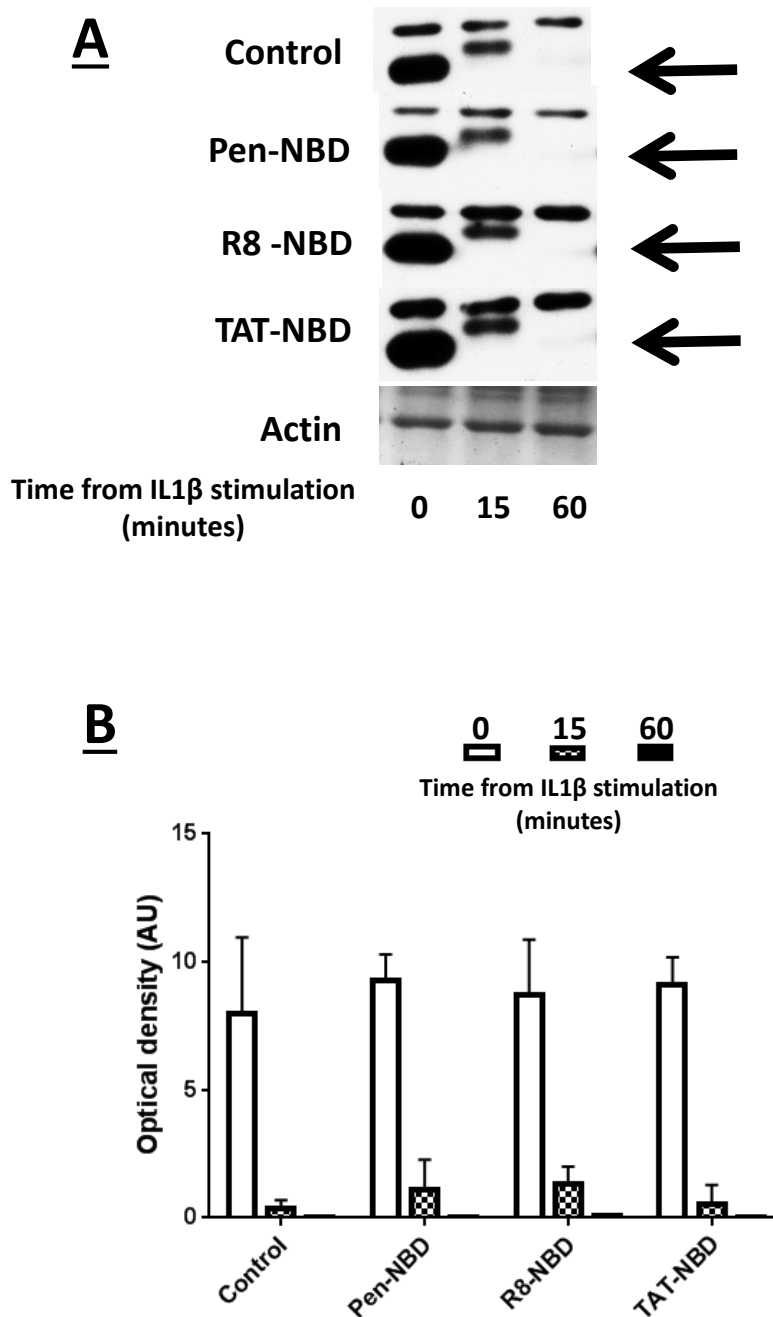 A
Control
Pen-NBD
R8 -NBD
TAT-NBD
Actin
Time from IL1β stimulation
(minutes)
0 15 60
B
0 15 60
Time from IL1β stimulation
(minutes)
Optical density (AU)
15
10
5
0
Control
Pen-NBD
R8-NBD
TAT-NBD